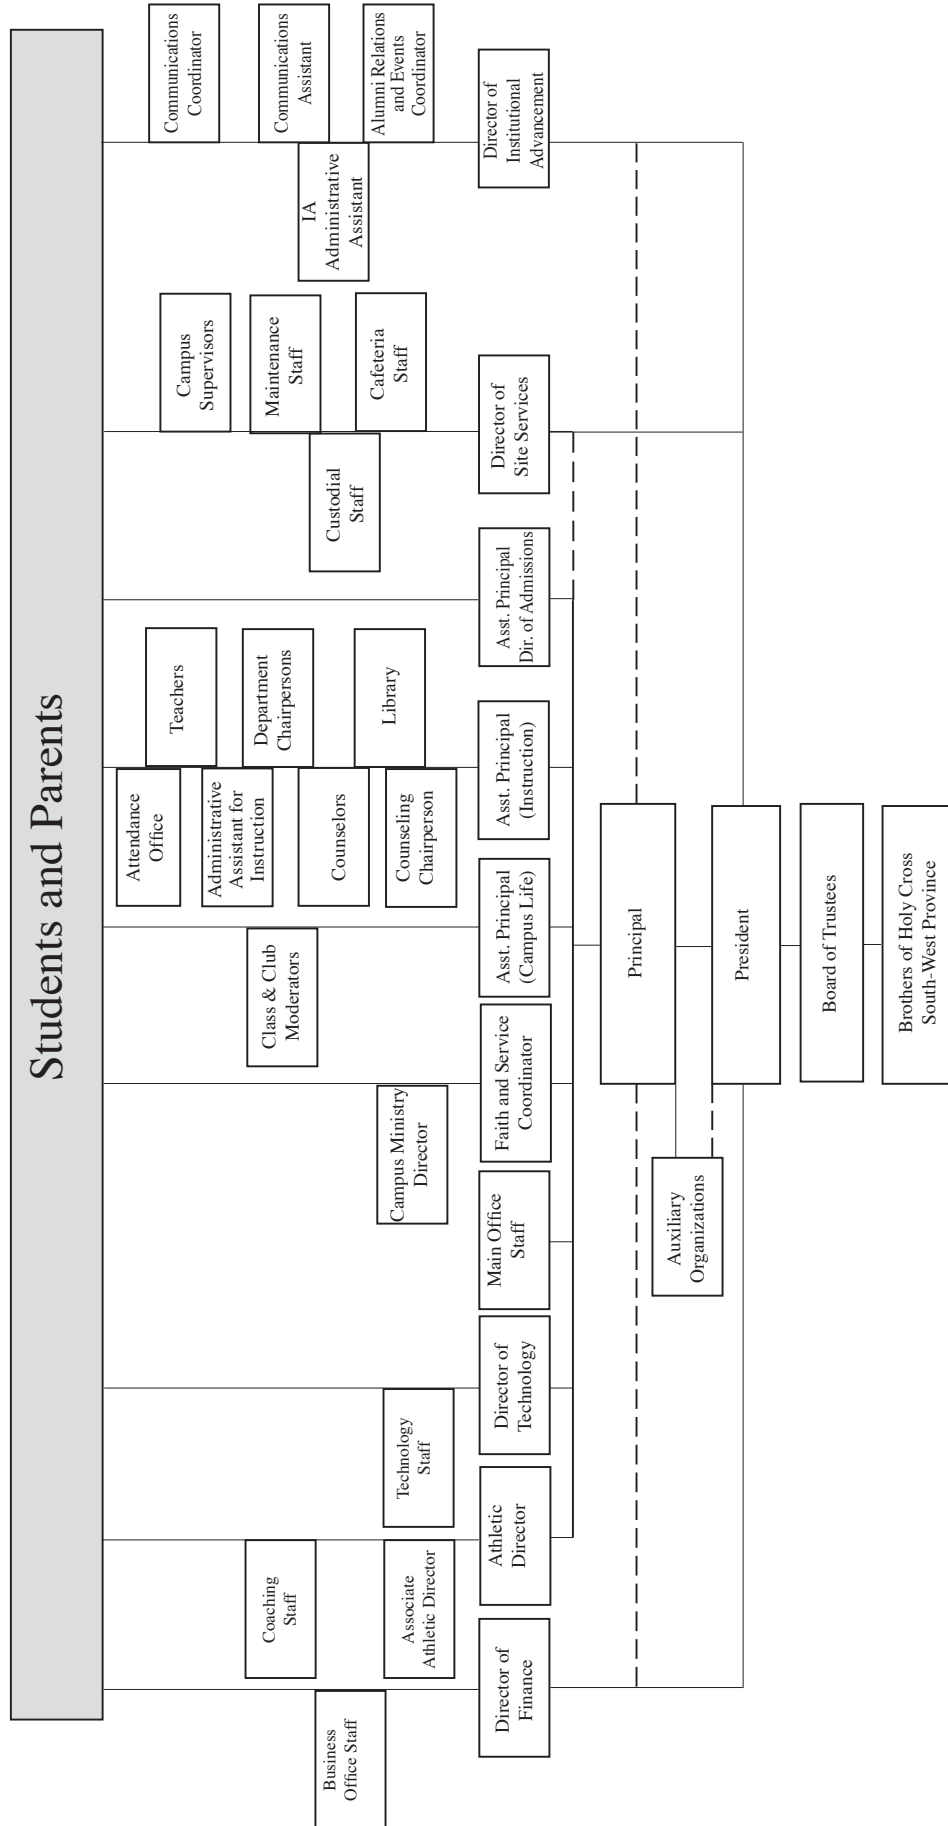 Students and Parents
Business
Office Staff
Coaching
Staff
Associate
Athletic Director
Technology
Staff
Campus Ministry
Director
Class & Club
Moderators
Attendance
Office
Administrative
Assistant for
Instruction
Counselors
Counseling
Chairperson
Teachers
Department
Chairpersons
Library
Custodial
Staff
Campus
Supervisors
Maintenance
Staff
Cafeteria
Staff
IA
Administrative
Assistant
Communications
Coordinator
Communications
Assistant
Alumni Relations
and Events
Coordinator
Director of
Finance
Athletic
Director
Director of
Technology
Main Office
Staff
Faith and Service
Coordinator
Asst. Principal
(Campus Life)
Asst. Principal
(Instruction)
Asst. Principal
Dir. of Admissions
Director of
Site Services
Director of
Institutional
Advancement
Principal
Auxiliary
Organizations
President
Board of Trustees
Brothers of Holy Cross
South-West Province